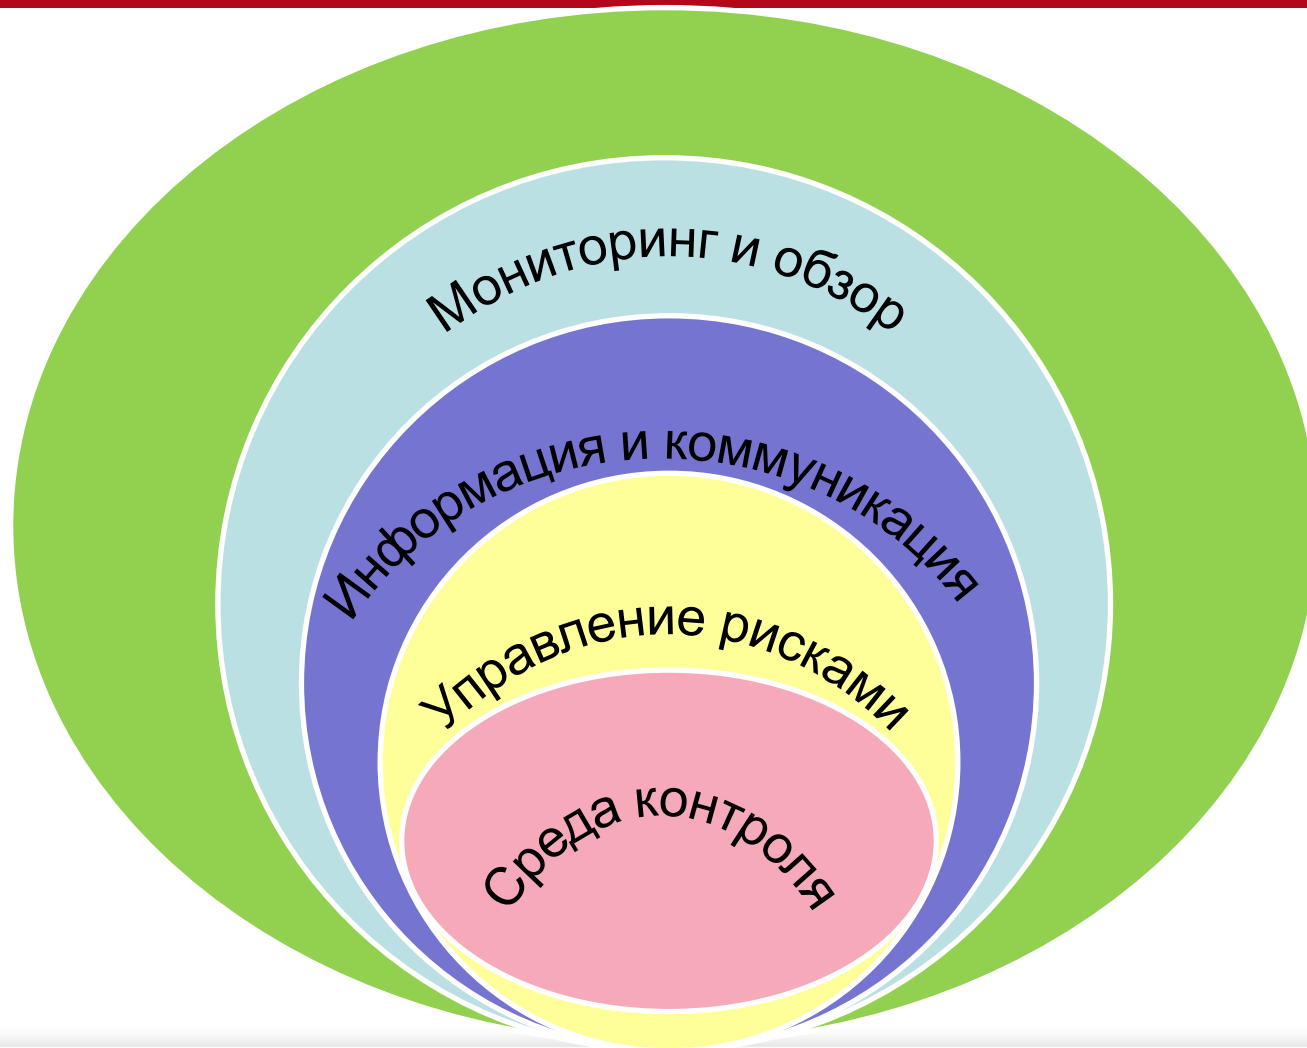 Мониторинг и обзор
Информация и коммуникация
Управление рисками
Среда контроля